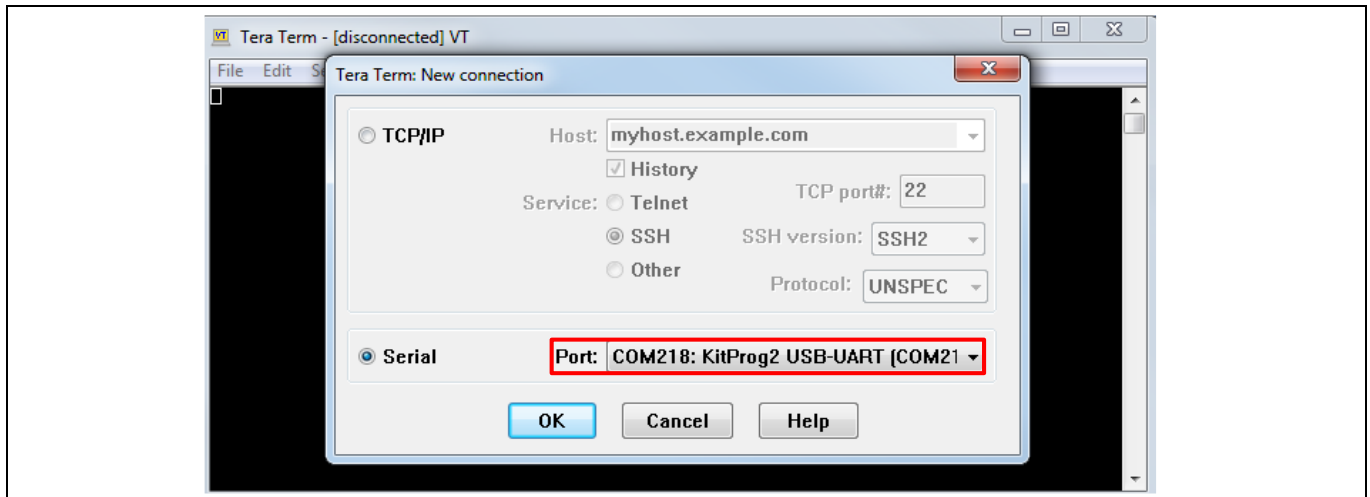 Tera Term - [disconnected] VT
File Edit
Tera Term: New connection
TCP/IP Host: myhost.example.com
History
Service: Telnet TCP port#: 22
SSH SSH version: SSH2
Other Protocol: UNSPEC
Serial Port: COM218: KitProg2 USB-UART (COM21
OK Cancel Help